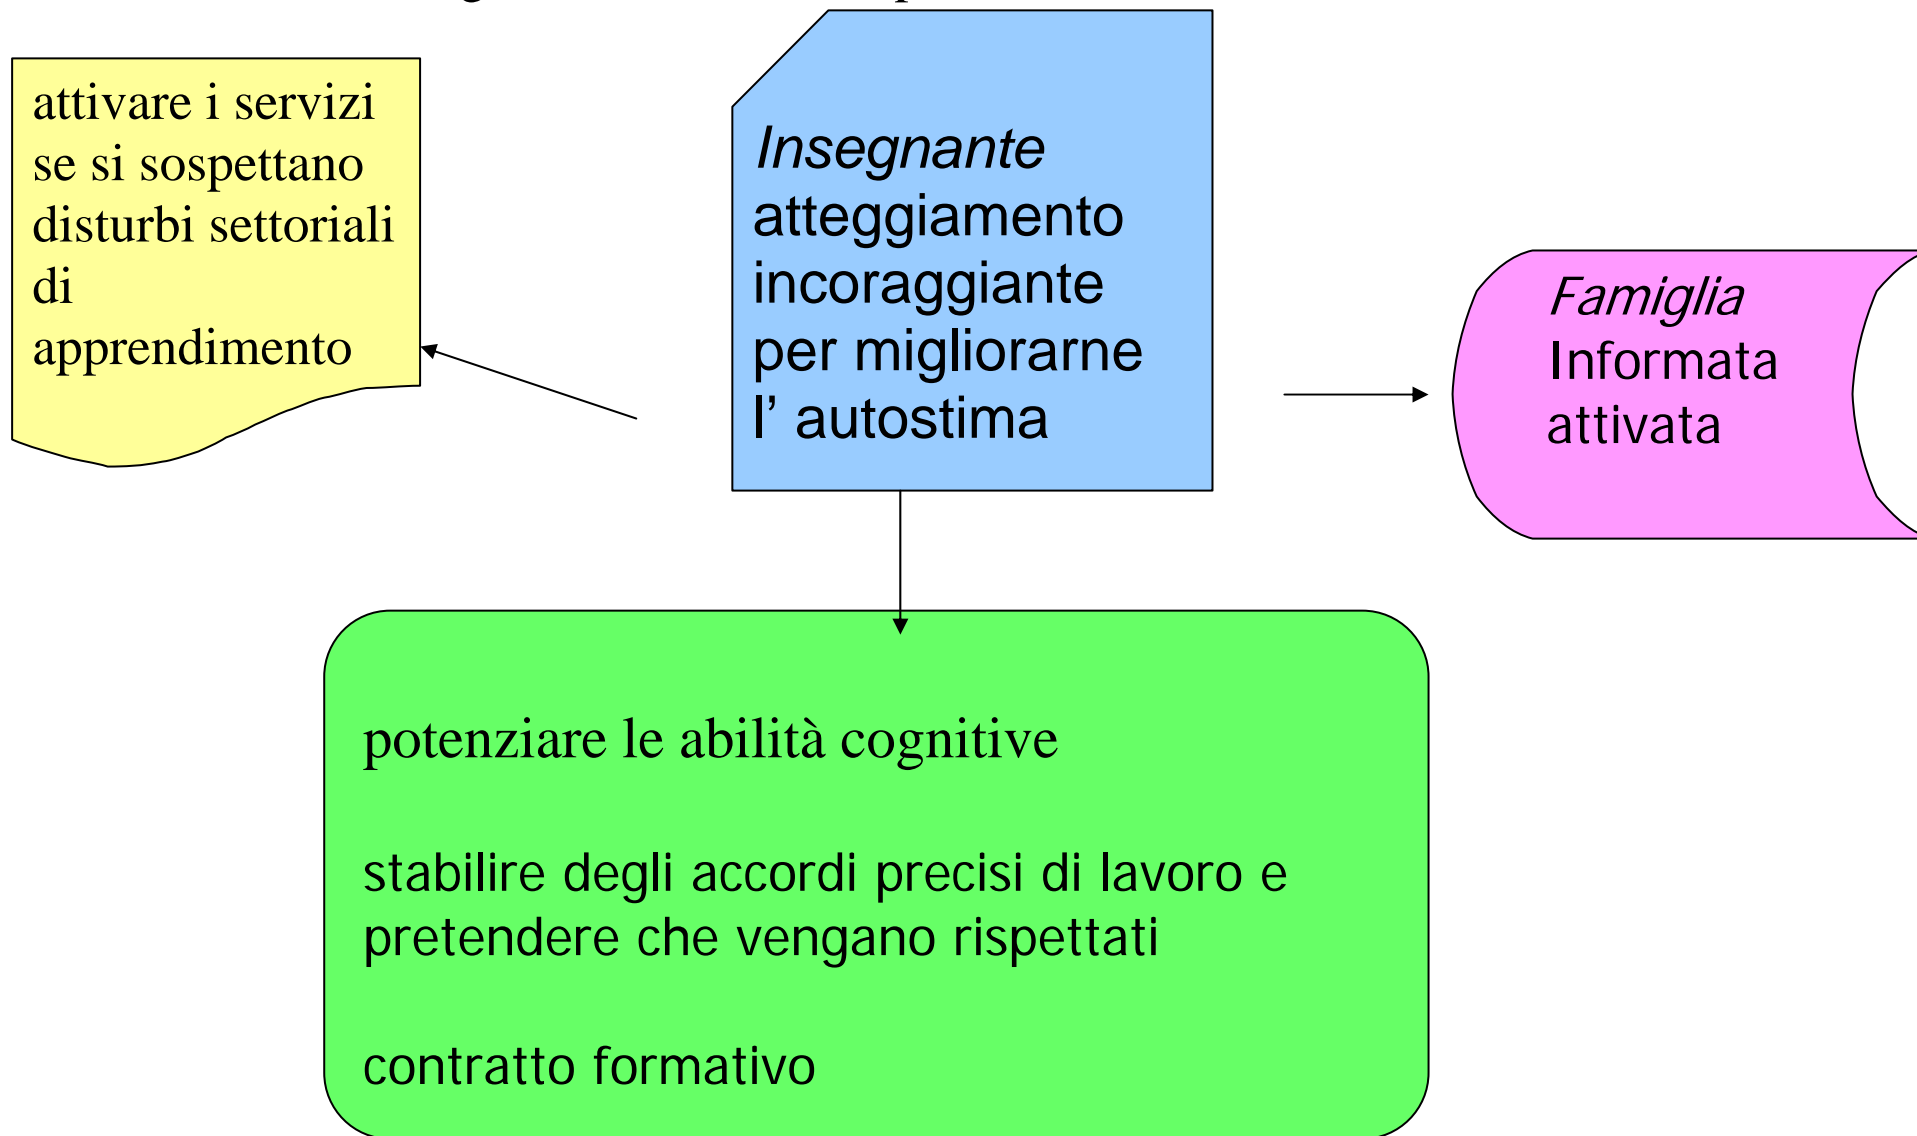 attivare i servizi
se si sospettano
disturbi settoriali
di
apprendimento
Insegnante
atteggiamento
incoraggiante
per migliorarne
l’ autostima
Famiglia
Informata
attivata
potenziare le abilità cognitive
stabilire degli accordi precisi di lavoro e
pretendere che vengano rispettati
contratto formativo